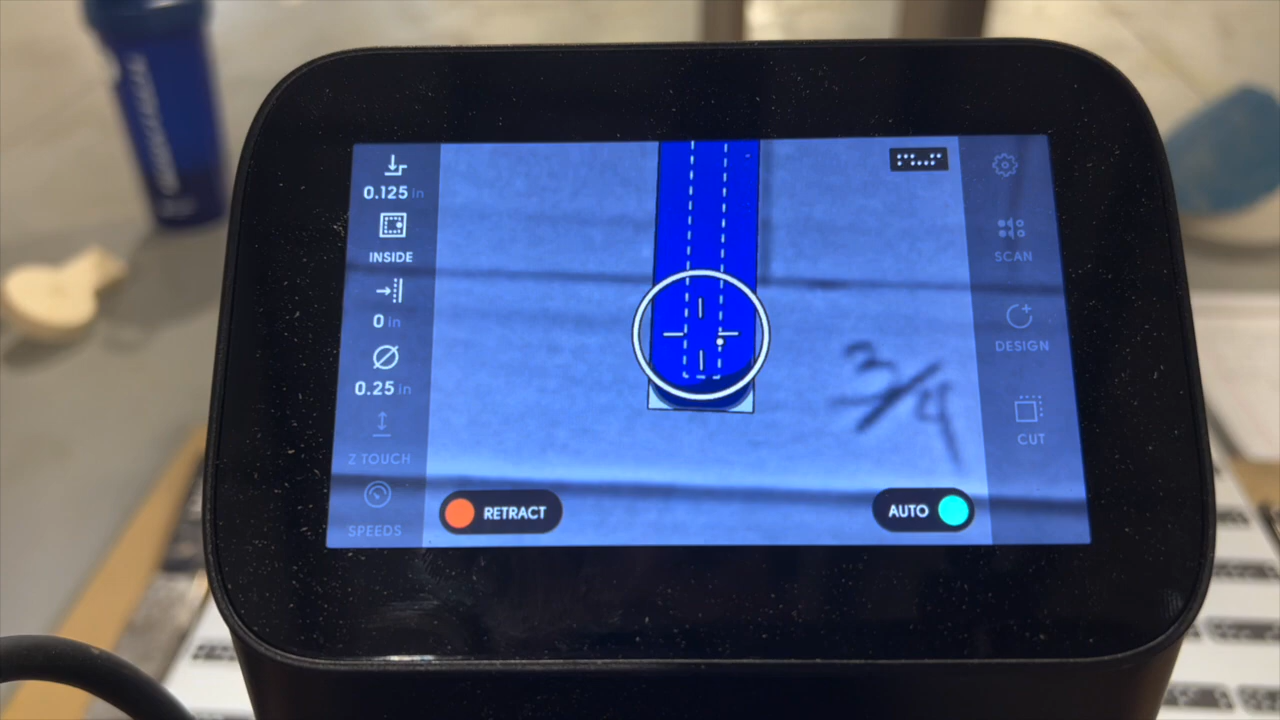 0.125 in
INSIDE
0 in
0.25 in
Z TOUCH
SPEEDS
RETRACT
3/4
AUTO
SCAN
DESIGN
CUT